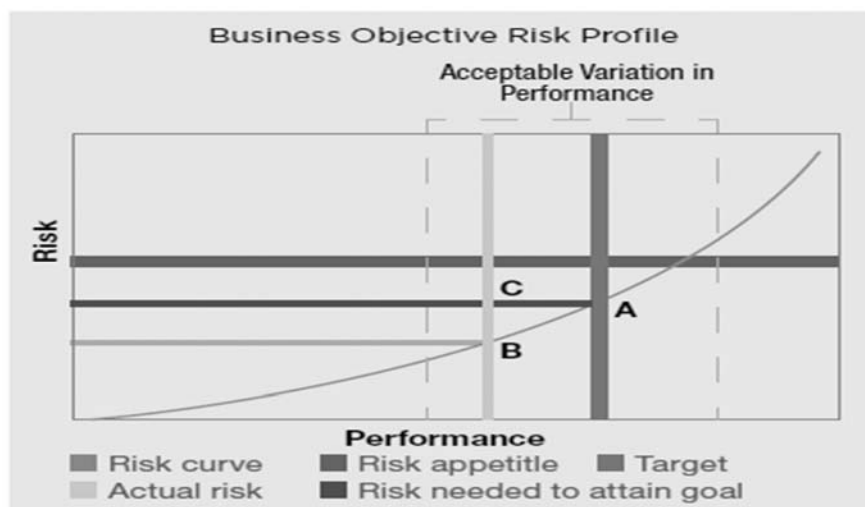 Business Objective Risk Profile
Acceptable Variation in
Performance
Risk
C
A
B
Performance
Risk curve Risk appetitle Target
Actual risk Risk needed to attain goal